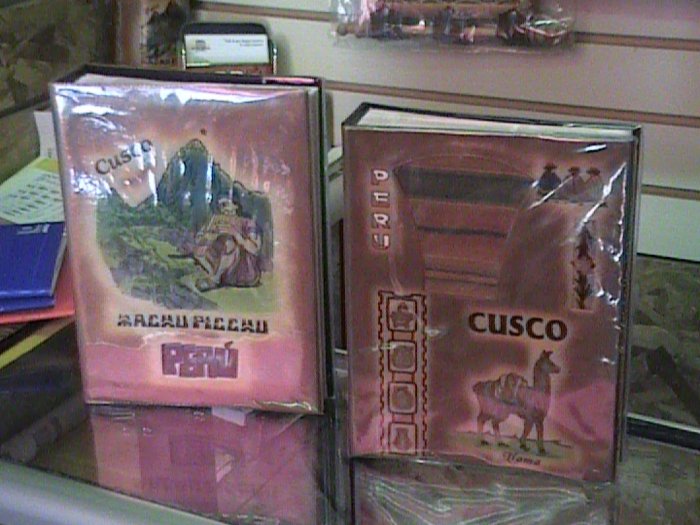 Cusco
MACHU PICCHU
PERÚ
PERU
CUSCO
llama